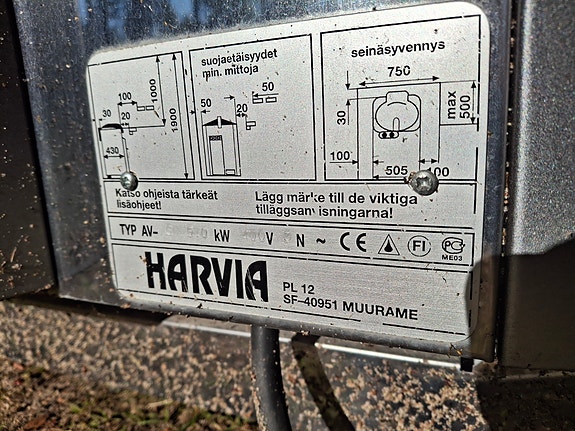 100
1000
30
20
1900
430
suojaetäisyydet
min. mittoja
50
50
100
20
40
seinäsyvennys
750
30
max
500
100
505
Katso ohjeista tärkeät
lisäohjeet!
Lägg märke till de viktiga
tilläggsanvisningarna!
TYP AV- kW V N ~ CE FI PCT
ME03
HARVIA
PL 12
SF-40951 MUURAME